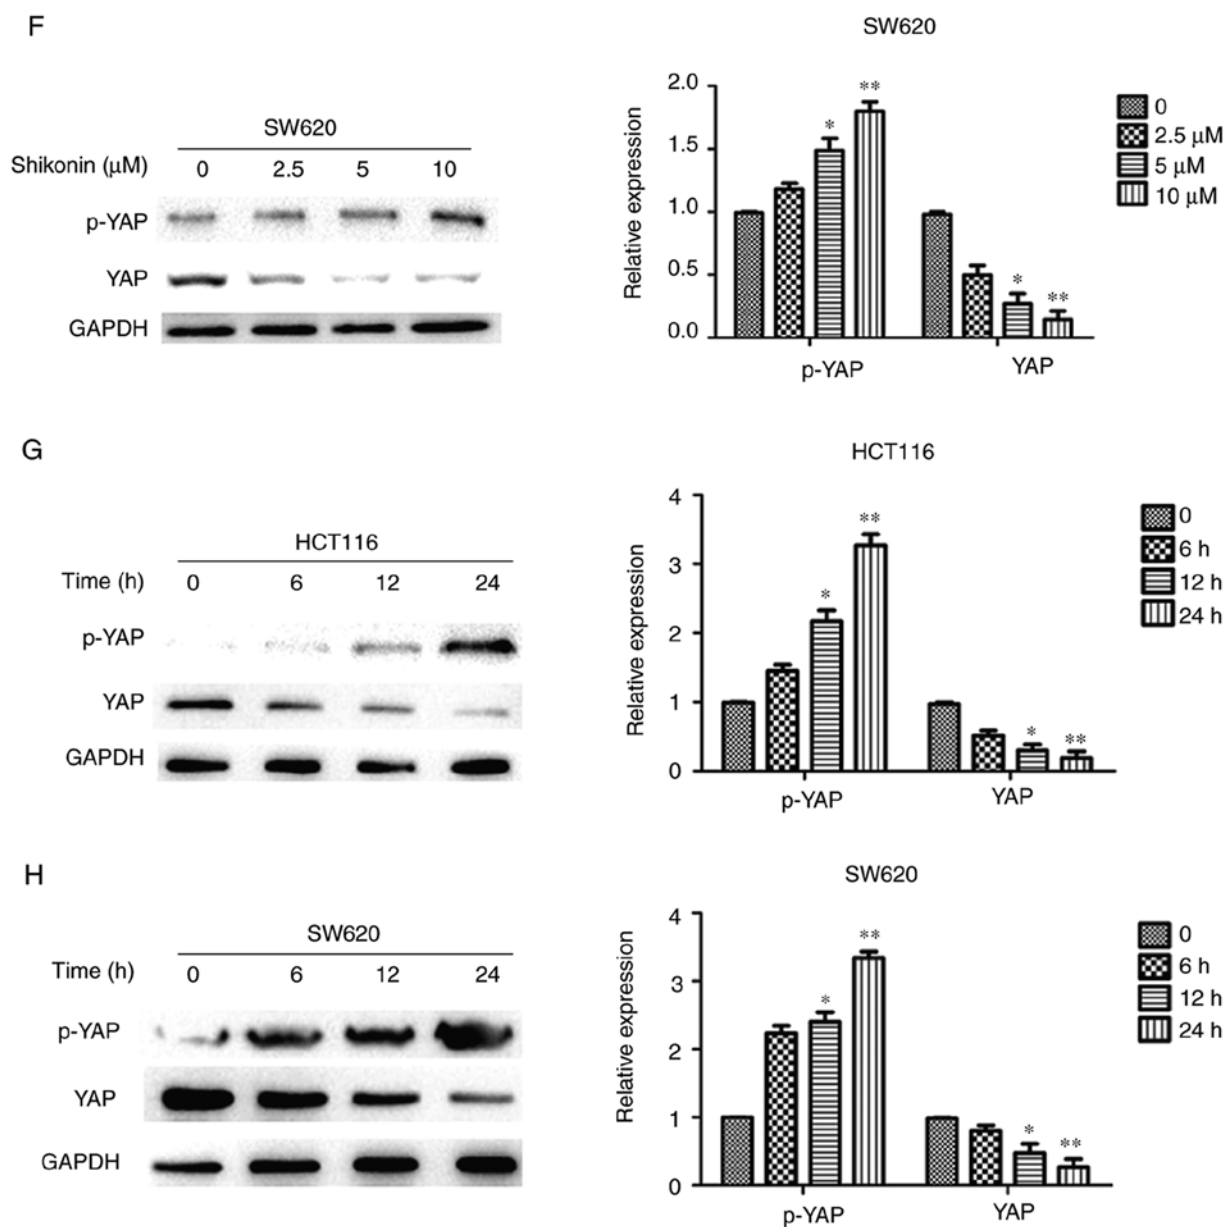 F
SW620
Shikonin (μM) 0 2.5 5 10
p-YAP
YAP
GAPDH
SW620
Relative expression
2.0
1.5
1.0
0.5
0.0
* **
* **
p-YAP YAP
0
2.5 μM
5 μM
10 μM
G
HCT116
Time (h) 0 6 12 24
p-YAP
YAP
GAPDH
HCT116
Relative expression
4
3
2
1
0
* **
* **
p-YAP YAP
0
6 h
12 h
24 h
H
SW620
Time (h) 0 6 12 24
p-YAP
YAP
GAPDH
SW620
Relative expression
4
3
2
1
0
* **
* **
p-YAP YAP
0
6 h
12 h
24 h